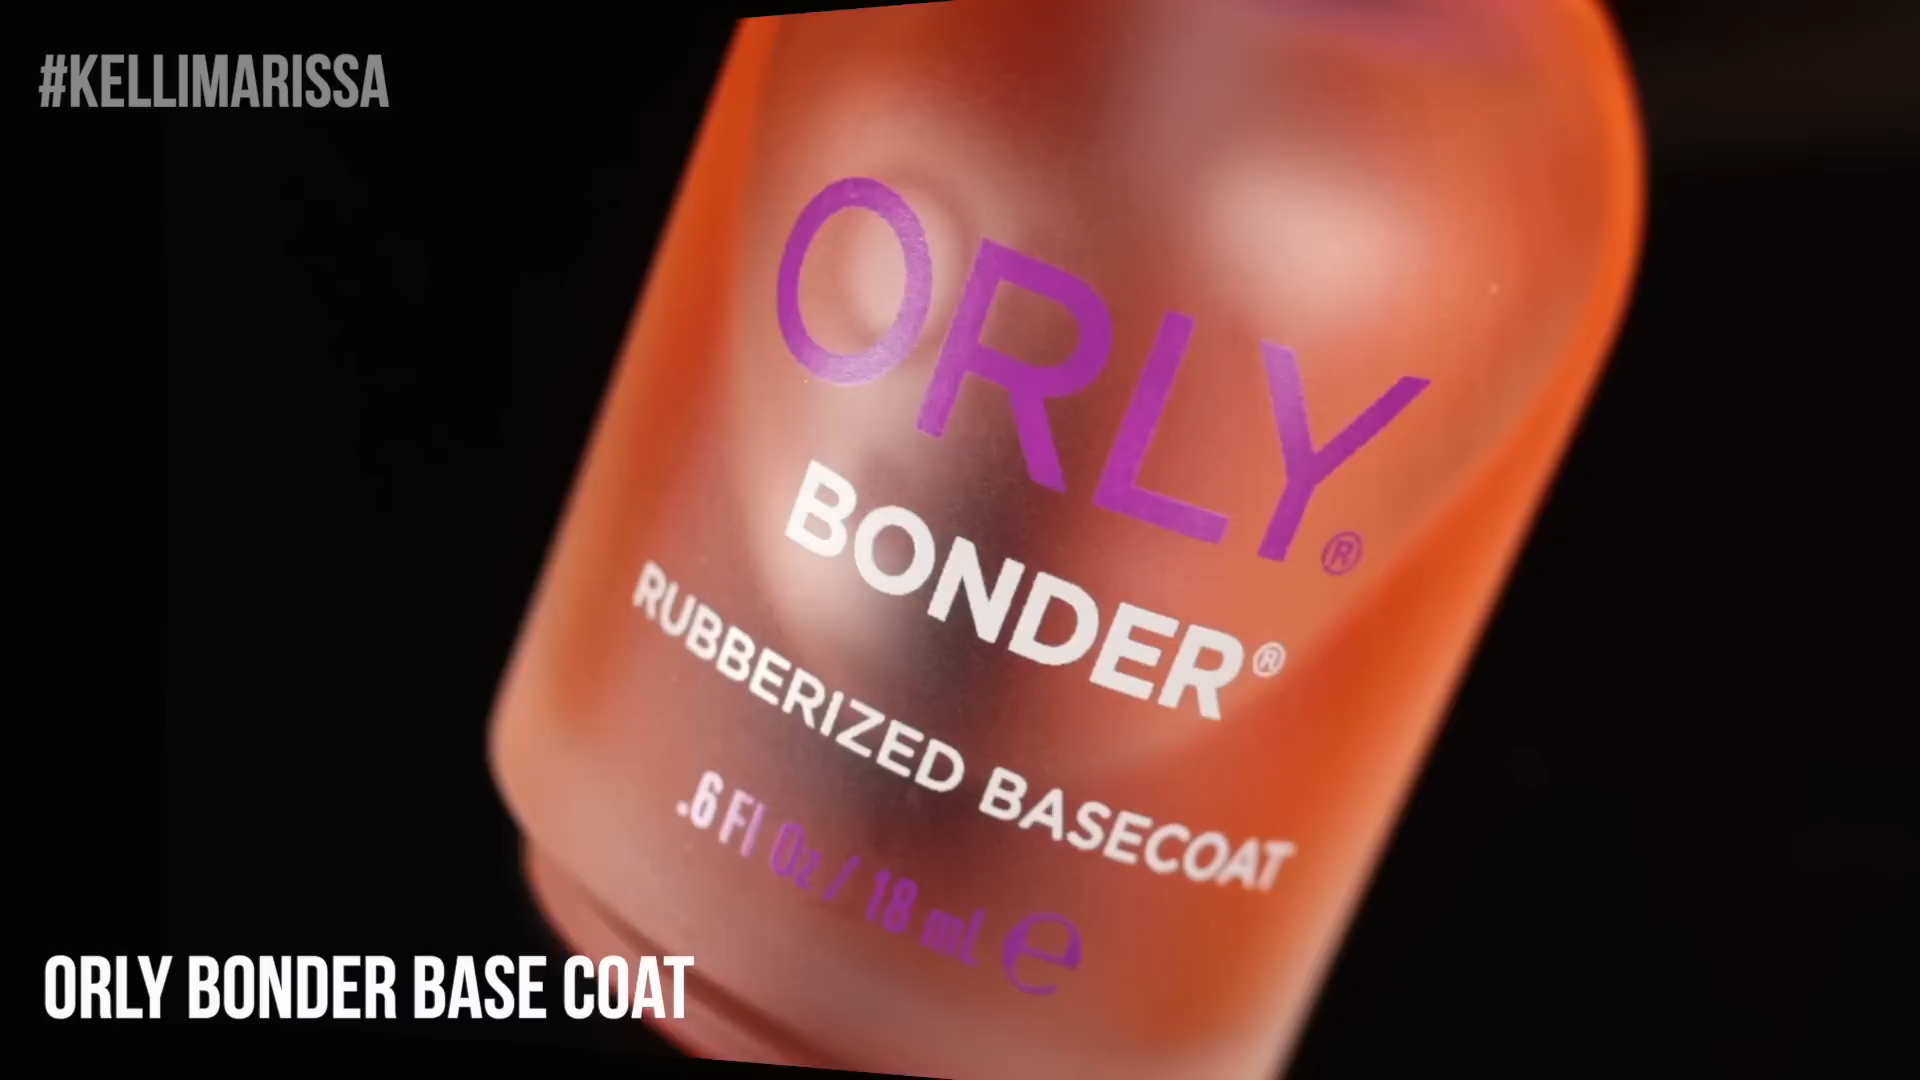 #KELLIMARISSA
ORLY®
BONDER®
RUBBERIZED BASECOAT
.6 Fl Oz / 18 mL e
ORLY BONDER BASE COAT